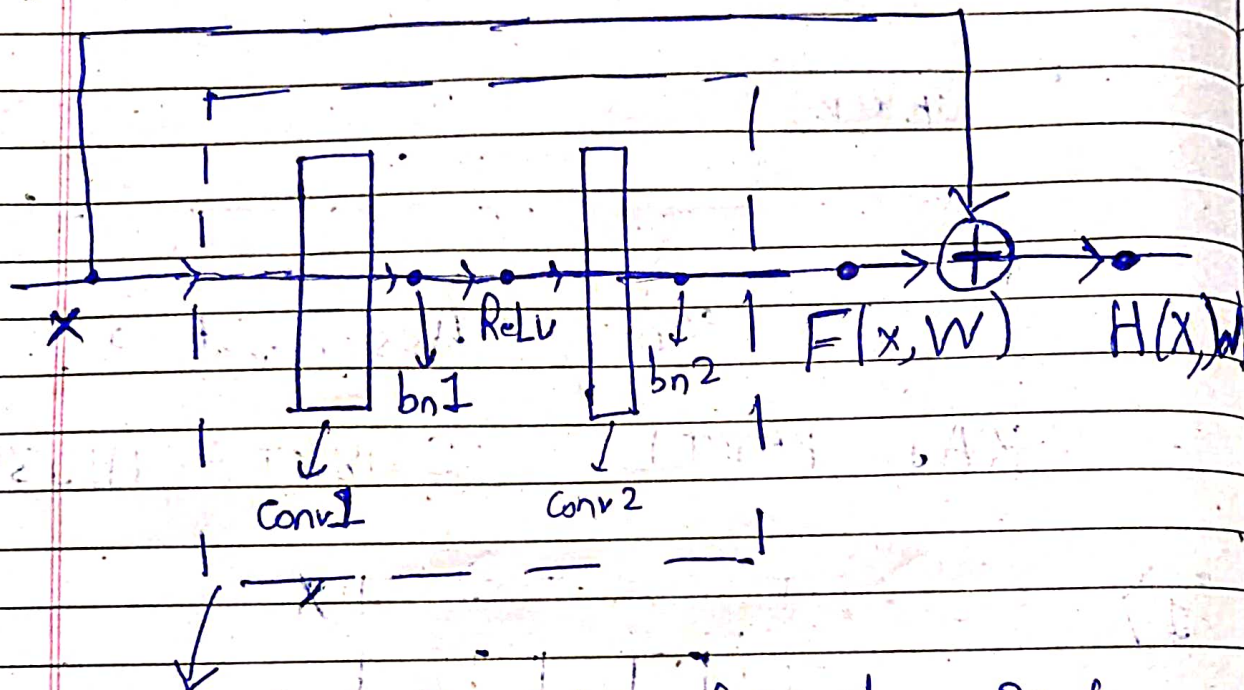 x
bn1
ReLU
bn2
F(x, W)
H(X, W
Conv1
Conv2